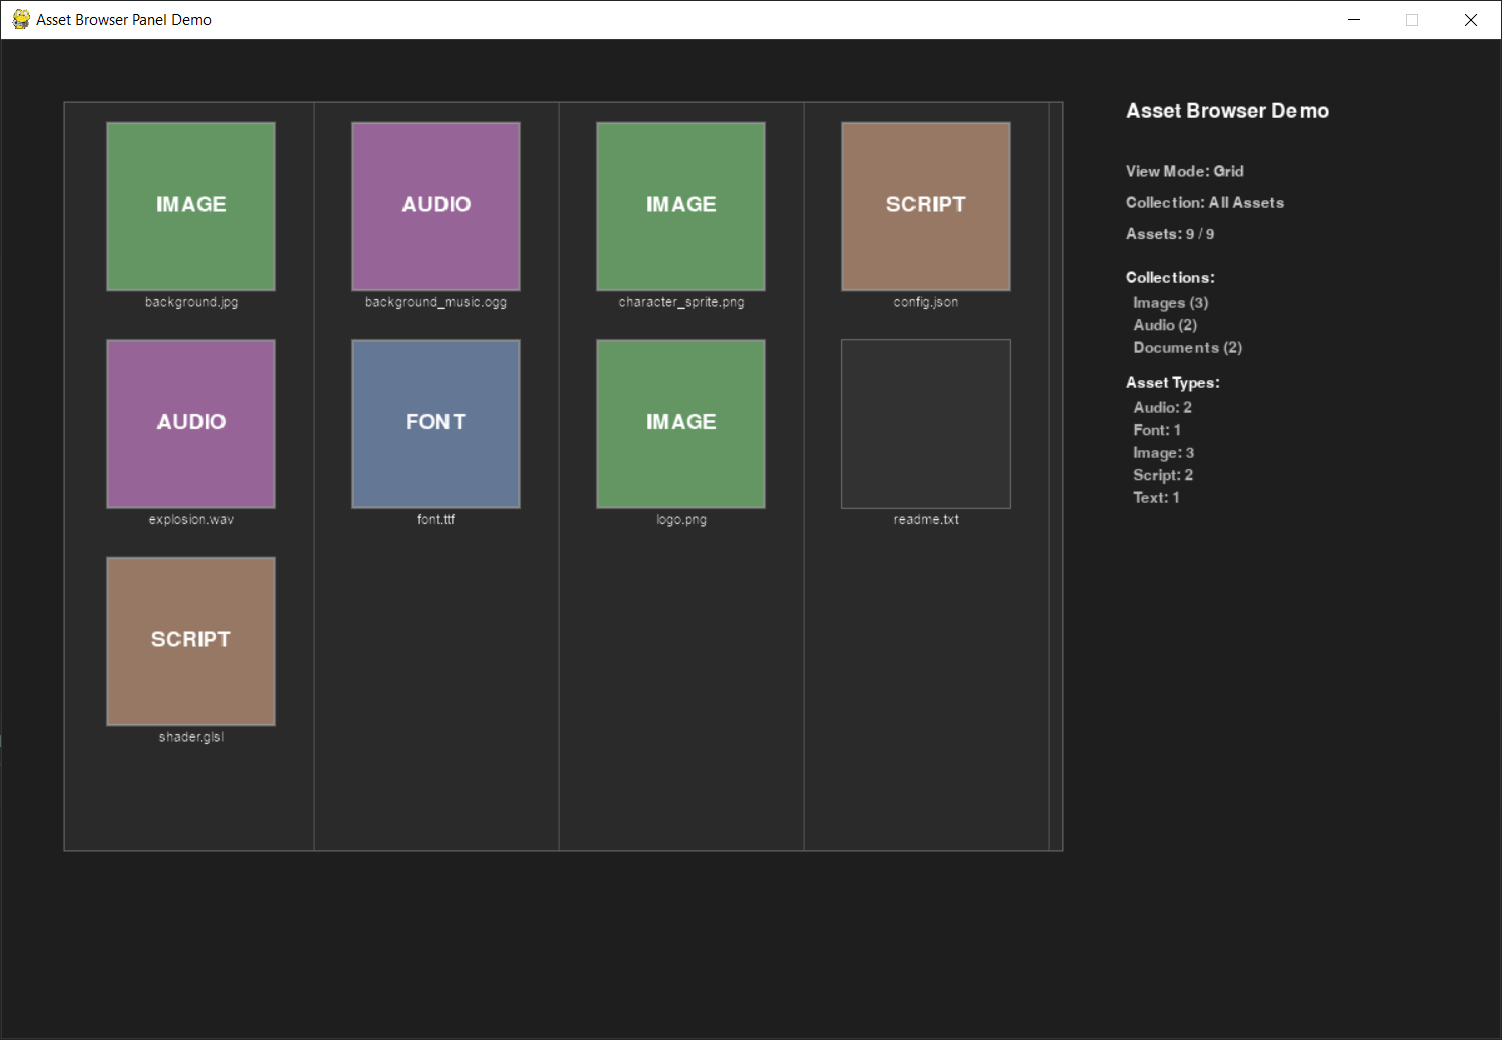 Asset Browser Panel Demo
IMAGE
AUDIO
IMAGE
SCRIPT
background.jpg
background_music.ogg
character_sprite.png
config.json
AUDIO
FONT
IMAGE
explosion.wav
font.ttf
logo.png
readme.txt
SCRIPT
shader.glsl
Asset Browser Demo
View Mode: Grid
Collection: All Assets
Assets: 9 / 9
Collections:
Images (3)
Audio (2)
Documents (2)
Asset Types:
Audio: 2
Font: 1
Image: 3
Script: 2
Text: 1